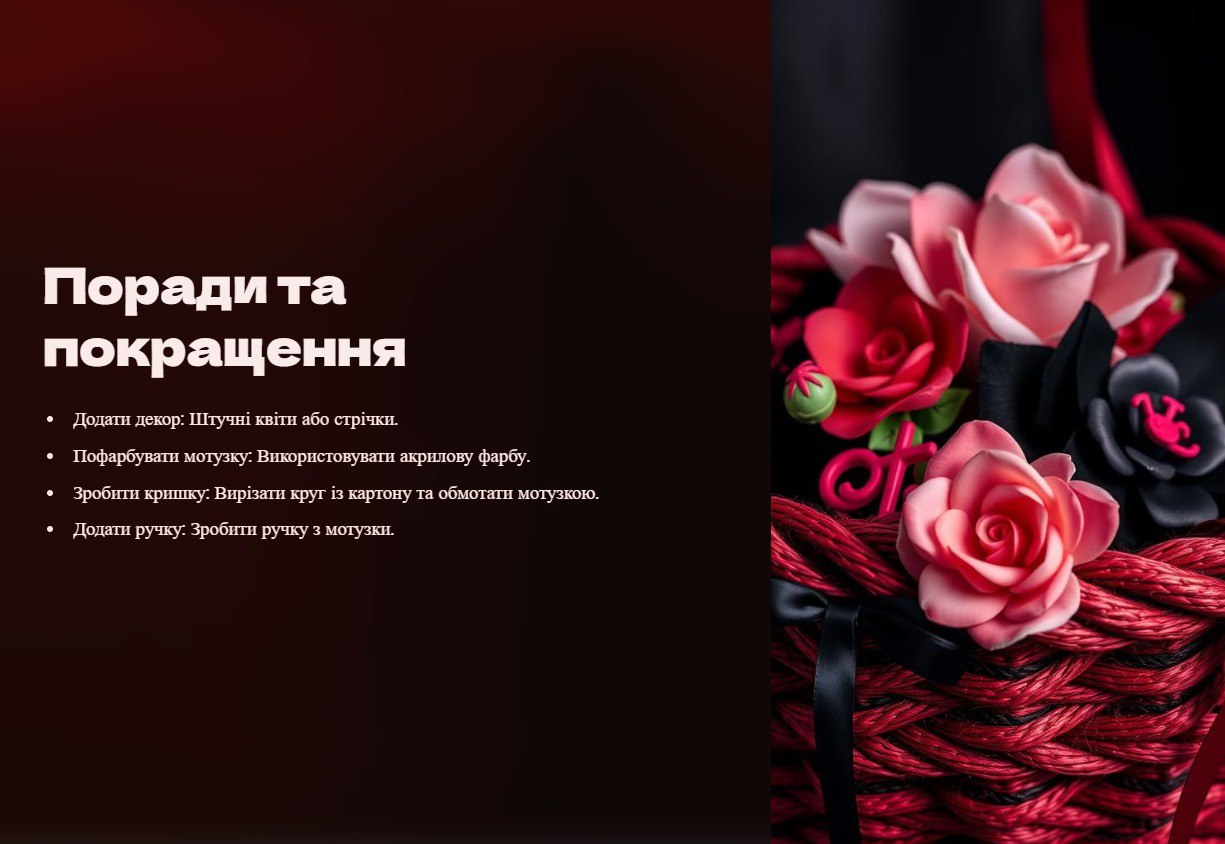 Поради та
покращення
• Додати декор: Штучні квіти або стрічки.
• Пофарбувати мотузку: Використовувати акрилову фарбу.
• Зробити кришку: Вирізати круг із картону та обмотати мотузкою.
• Додати ручку: Зробити ручку з мотузки.